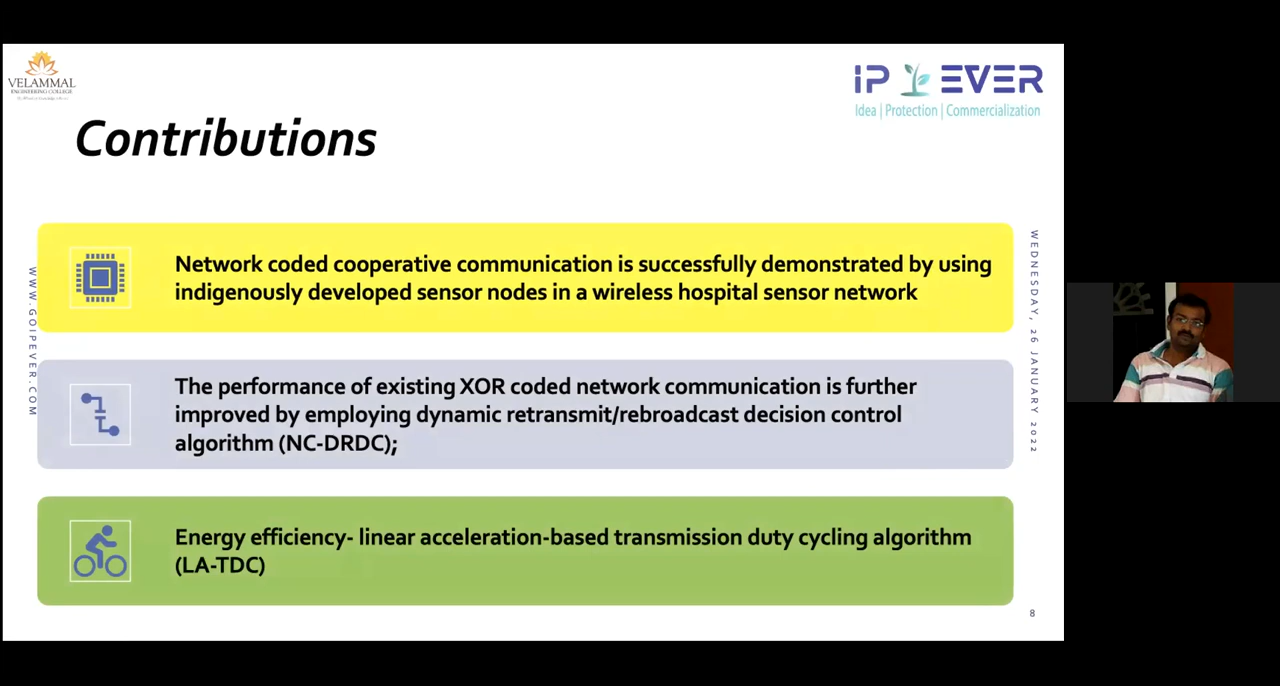 VELAMMAL
ENGINEERING COLLEGE
IP EVER
Idea | Protection | Commercialization
Contributions
Network coded cooperative communication is successfully demonstrated by using
indigenously developed sensor nodes in a wireless hospital sensor network
The performance of existing XOR coded network communication is further
improved by employing dynamic retransmit/rebroadcast decision control
algorithm (NC-DRDC);
Energy efficiency- linear acceleration-based transmission duty cycling algorithm
(LA-TDC)
WWW.GOIPEVER.COM
WEDNESDAY, 26 JANUARY 2022
8